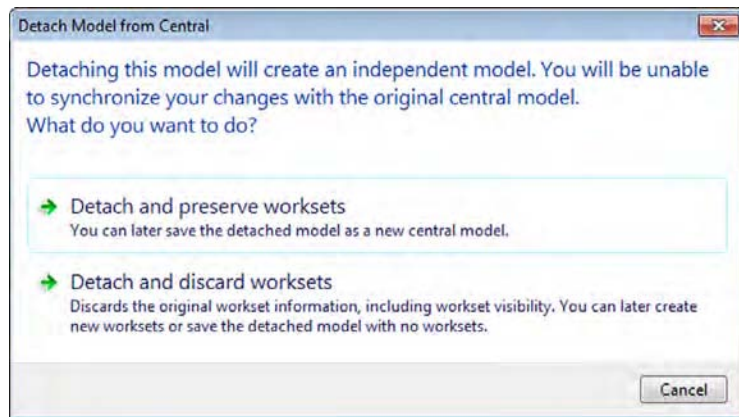 Detach Model from Central
Detaching this model will create an independent model. You will be unable
to synchronize your changes with the original central model.
What do you want to do?
Detach and preserve worksets
You can later save the detached model as a new central model.
Detach and discard worksets
Discards the original workset information, including workset visibility. You can later create
new worksets or save the detached model with no worksets.
Cancel